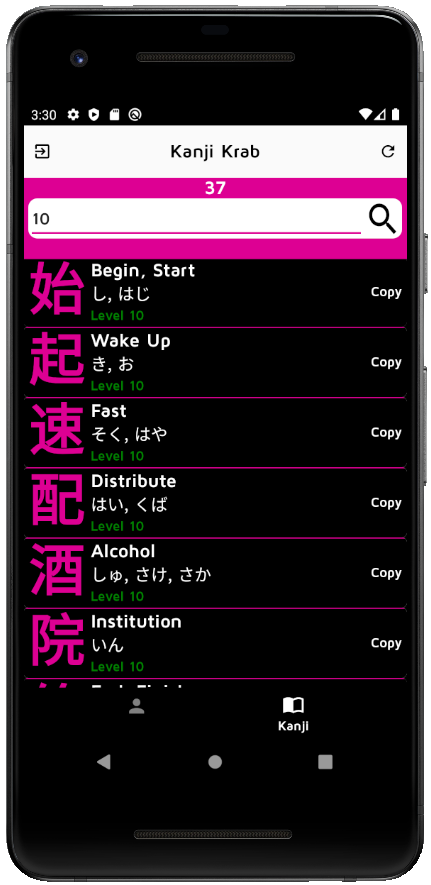 3:30
Kanji Krab
37
10
始
Begin, Start
し, はじ
Level 10
Copy
起
Wake Up
き, お
Level 10
Copy
速
Fast
そく, はや
Level 10
Copy
配
Distribute
はい, くば
Level 10
Copy
酒
Alcohol
しゅ, さけ, さか
Level 10
Copy
院
Institution
いん
Level 10
Copy
Kanji